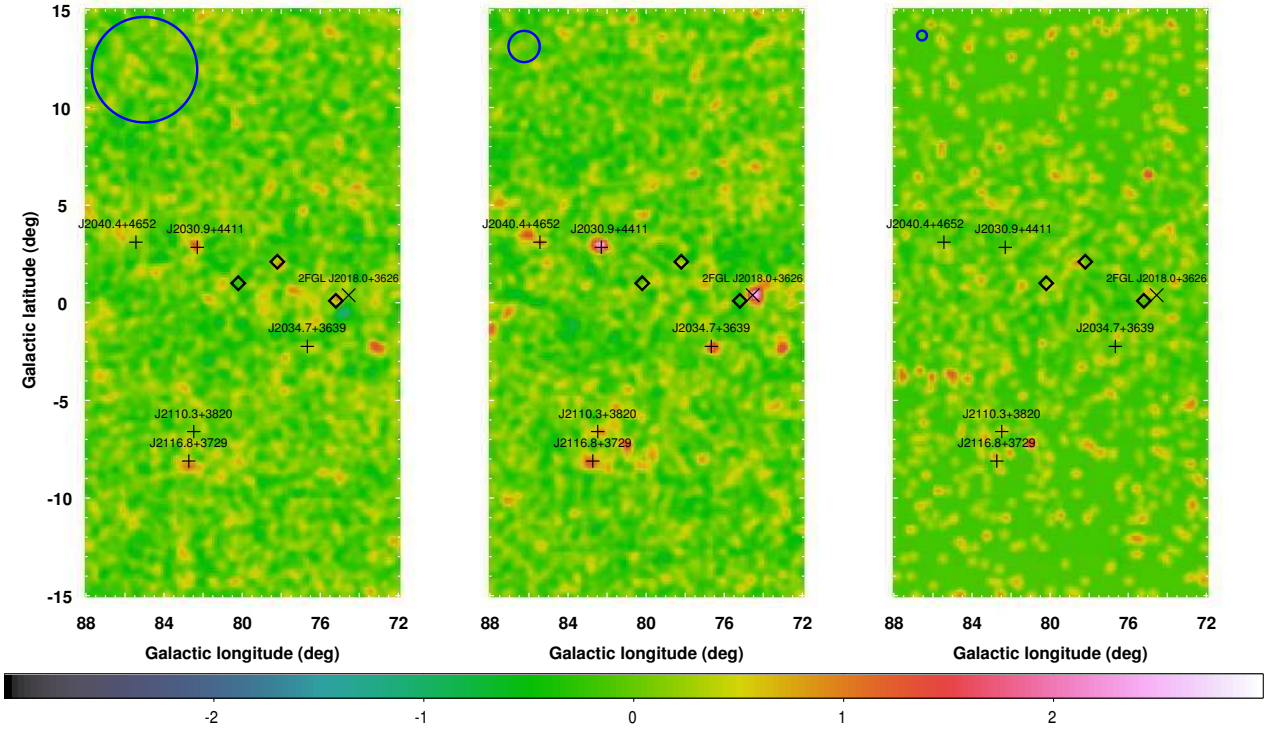 15
10
5
0
-5
-10
-15
Galactic latitude (deg)
J2040.4+4652
J2030.9+4411
2FGL J2018.0+3626
J2034.7+3639
J2110.3+3820
J2116.8+3729
88 84 80 76 72
Galactic longitude (deg)
J2040.4+4652
J2030.9+4411
2FGL J2018.0+3626
J2034.7+3639
J2110.3+3820
J2116.8+3729
88 84 80 76 72
Galactic longitude (deg)
J2040.4+4652
J2030.9+4411
2FGL J2018.0+3626
J2034.7+3639
J2110.3+3820
J2116.8+3729
88 84 80 76 72
Galactic longitude (deg)
-2 -1 0 1 2